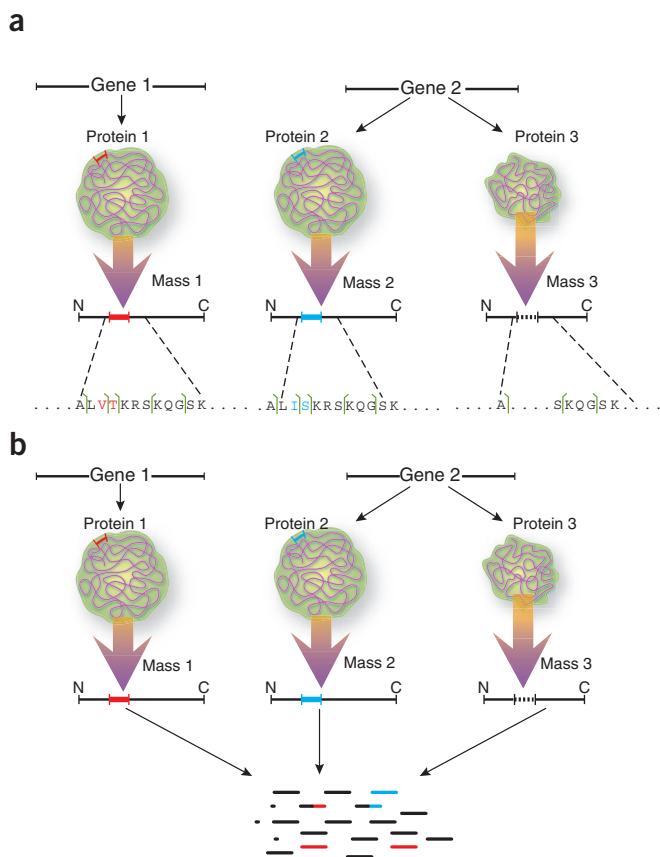 a
Gene 1 Gene 2
Protein 1 Protein 2 Protein 3
Mass 1 Mass 2 Mass 3
N C N C N C
. . . . . ALVTKRSKQGSK. . . . . . . . . . ALISKRSKQGSK. . . . . . . . . . A. . . . . SKQGSK. . . . .
b
Gene 1 Gene 2
Protein 1 Protein 2 Protein 3
Mass 1 Mass 2 Mass 3
N C N C N C